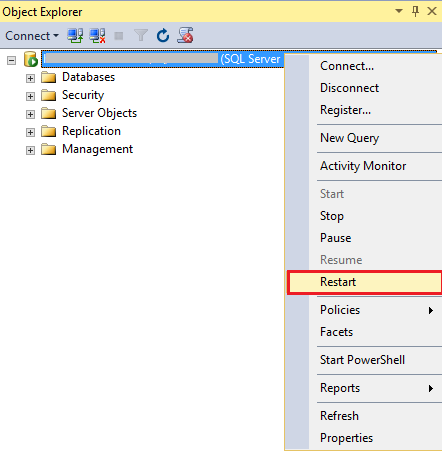 Object Explorer
Connect
(SQL Server
Databases
Security
Server Objects
Replication
Management
Connect...
Disconnect
Register...
New Query
Activity Monitor
Start
Stop
Pause
Resume
Restart
Policies
Facets
Start PowerShell
Reports
Refresh
Properties